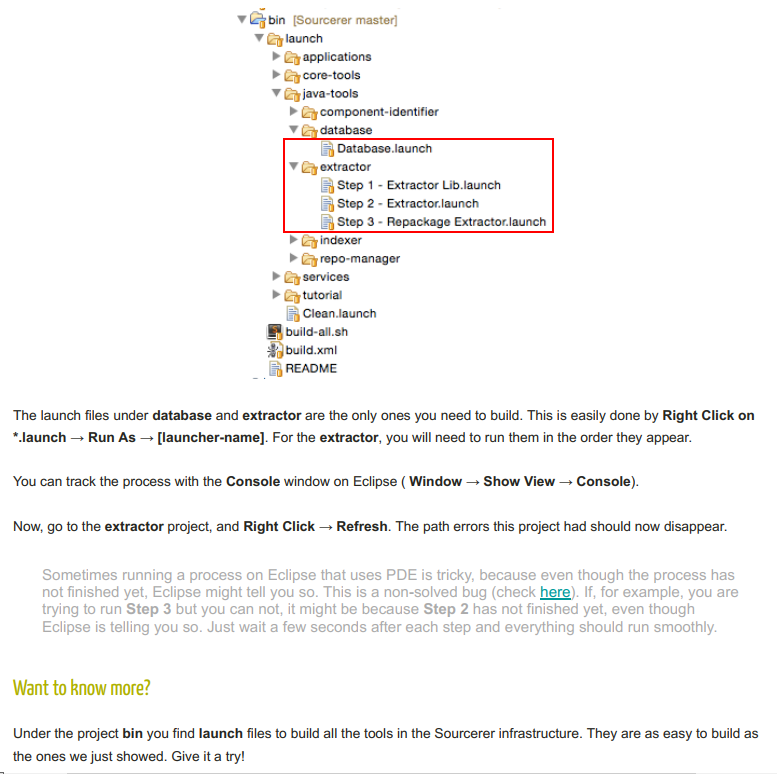 bin [Sourcerer master]
launch
applications
core-tools
java-tools
component-identifier
database
Database.launch
extractor
Step 1 - Extractor Lib.launch
Step 2 - Extractor.launch
Step 3 - Repackage Extractor.launch
indexer
repo-manager
services
tutorial
Clean.launch
build-all.sh
build.xml
README
The launch files under database and extractor are the only ones you need to build. This is easily done by Right Click on
*.launch → Run As → [launcher-name]. For the extractor, you will need to run them in the order they appear.
You can track the process with the Console window on Eclipse ( Window → Show View → Console).
Now, go to the extractor project, and Right Click → Refresh. The path errors this project had should now disappear.
Sometimes running a process on Eclipse that uses PDE is tricky, because even though the process has
not finished yet, Eclipse might tell you so. This is a non-solved bug (check here). If, for example, you are
trying to run Step 3 but you can not, it might be because Step 2 has not finished yet, even though
Eclipse is telling you so. Just wait a few seconds after each step and everything should run smoothly.
Want to know more?
Under the project bin you find launch files to build all the tools in the Sourcerer infrastructure. They are as easy to build as
the ones we just showed. Give it a try!